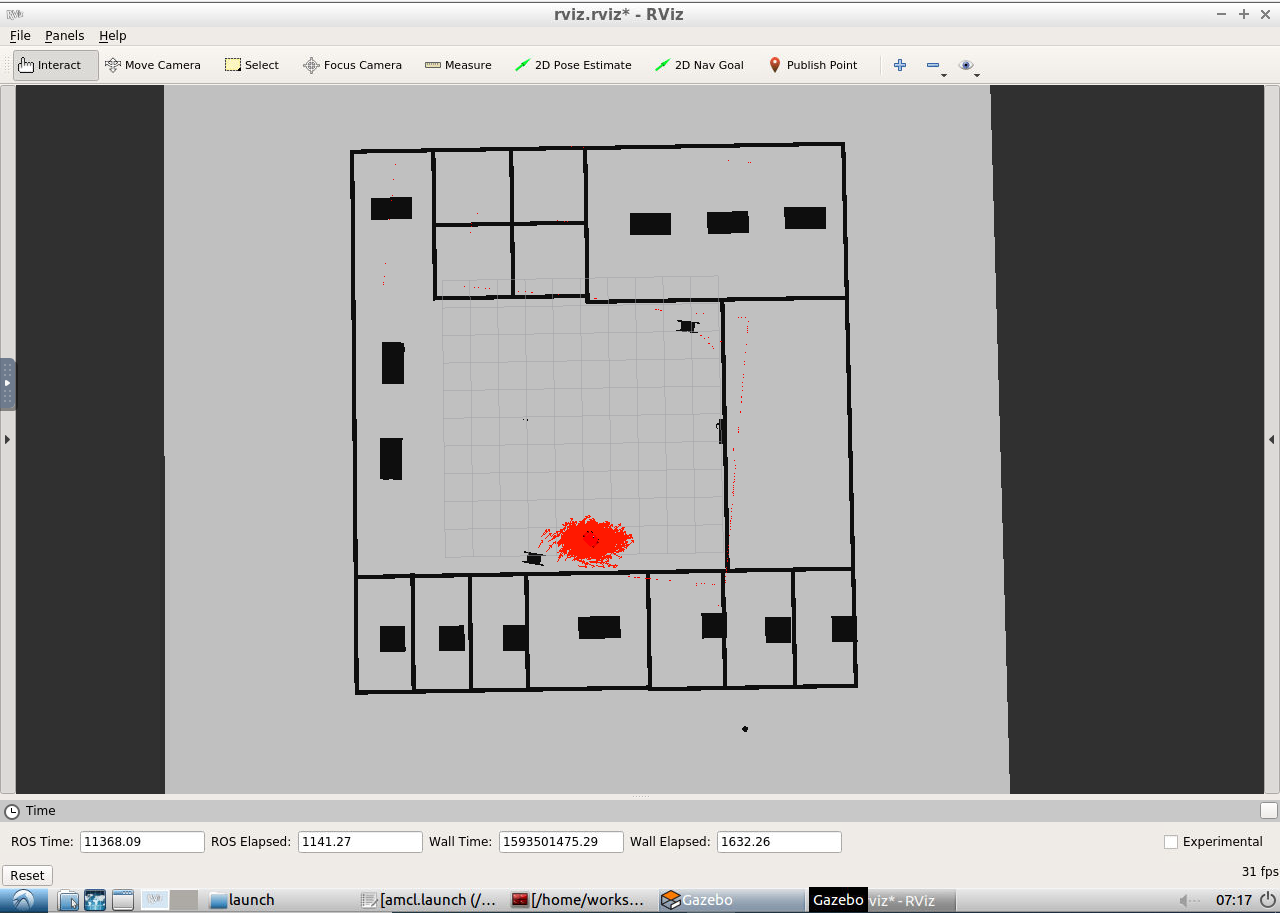 rviz.rviz* - RViz
File Panels Help
Interact Move Camera Select Focus Camera Measure 2D Pose Estimate 2D Nav Goal Publish Point
Time
ROS Time: 11368.09 ROS Elapsed: 1141.27 Wall Time: 1593501475.29 Wall Elapsed: 1632.26 Experimental
Reset 31 fps
launch [amcl.launch (/... [/home/works... Gazebo Gazebo viz* - RViz 07:17